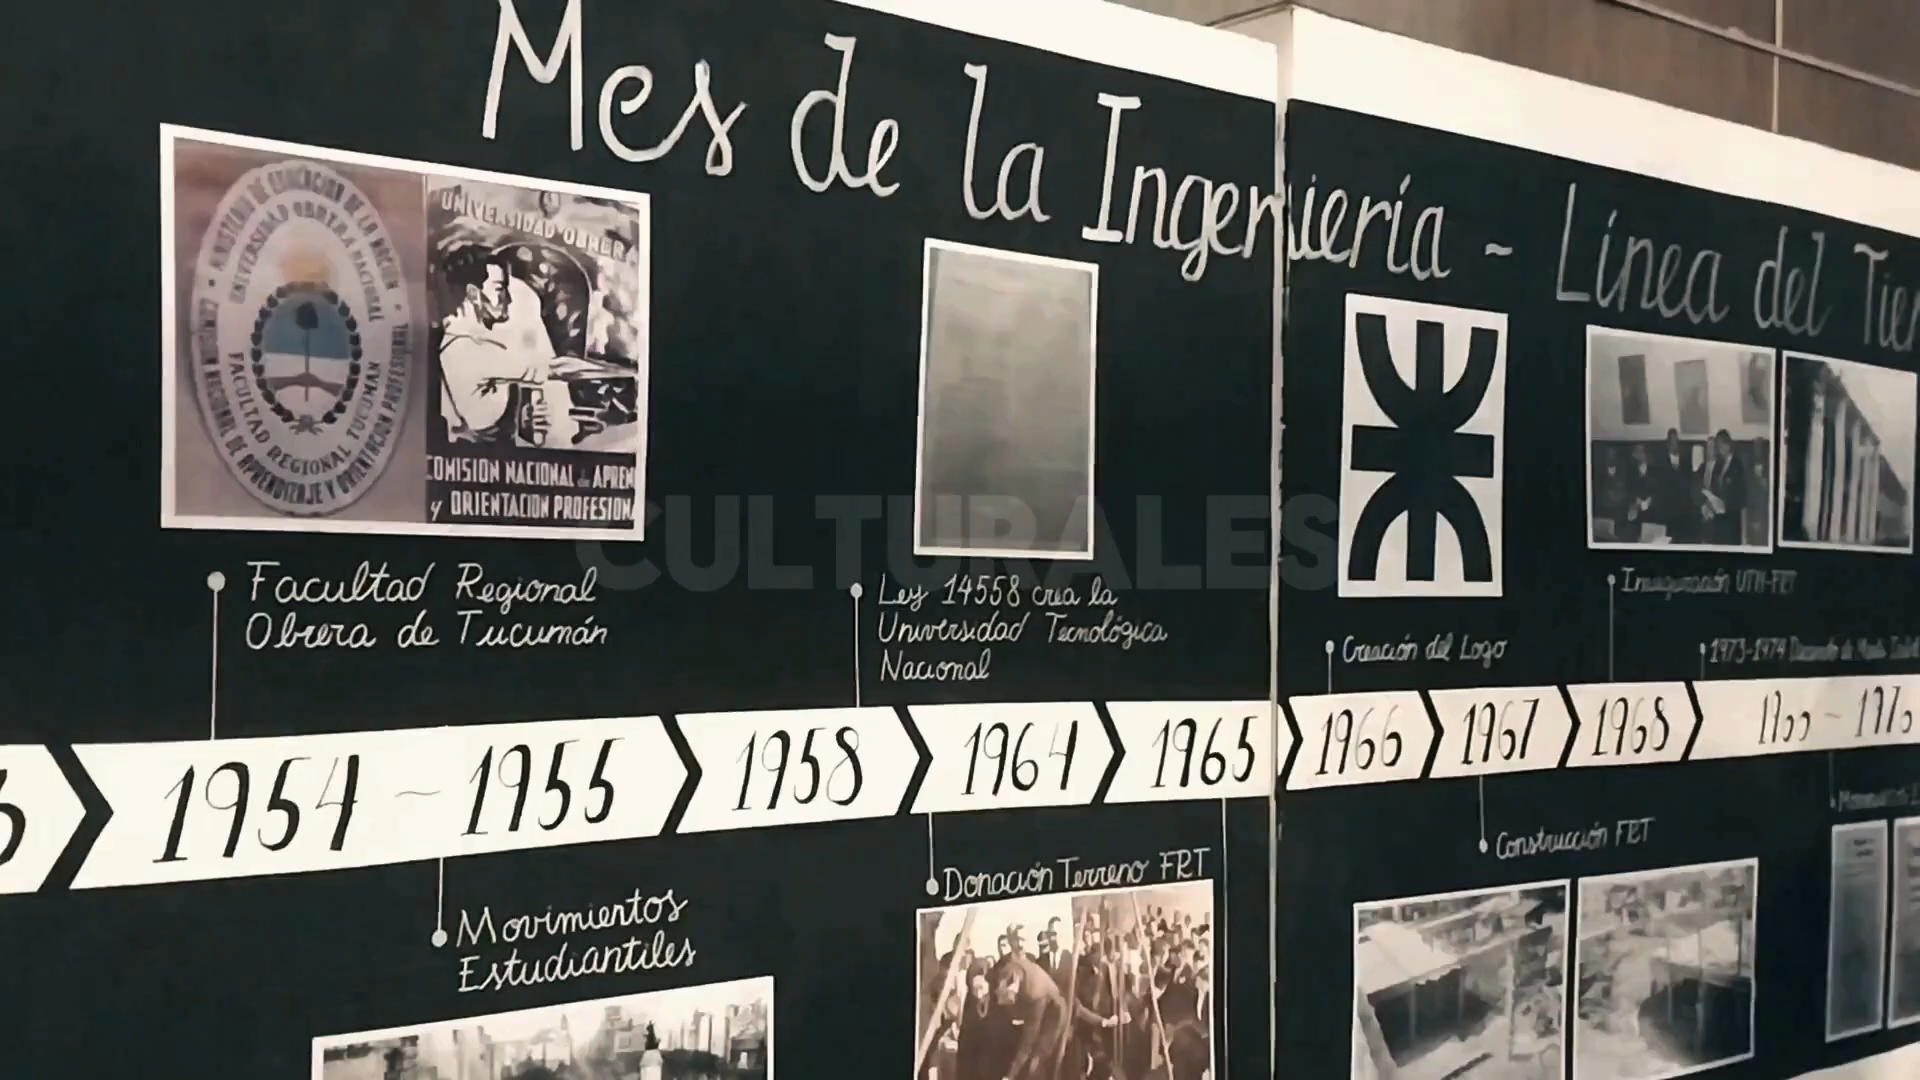 Mes de la Ingeniería - Línea del
MINISTERIO DE EDUCACION DE LA NACION
UNIVERSIDAD OBRERA NACIONAL
FACULTAD REGIONAL TUCUMAN
COMISION NACIONAL DE APRENDIZAJE Y ORIENTACION PROFESIONAL
UNIVERSIDAD OBRERA
COMISION NACIONAL de APREN
y ORIENTACION PROFESIONA
CULTURALES
Facultad Regional
Obrera de Tucumán
Ley 14558 crea la
Universidad Tecnológica
Nacional
Creación del Logo
Inauguración UTN-FRT
1973-1974
1954 - 1955
1958
1964
1965
1966
1967
1968
Movimientos
Estudiantiles
Donación Terreno FRT
Construcción FRT